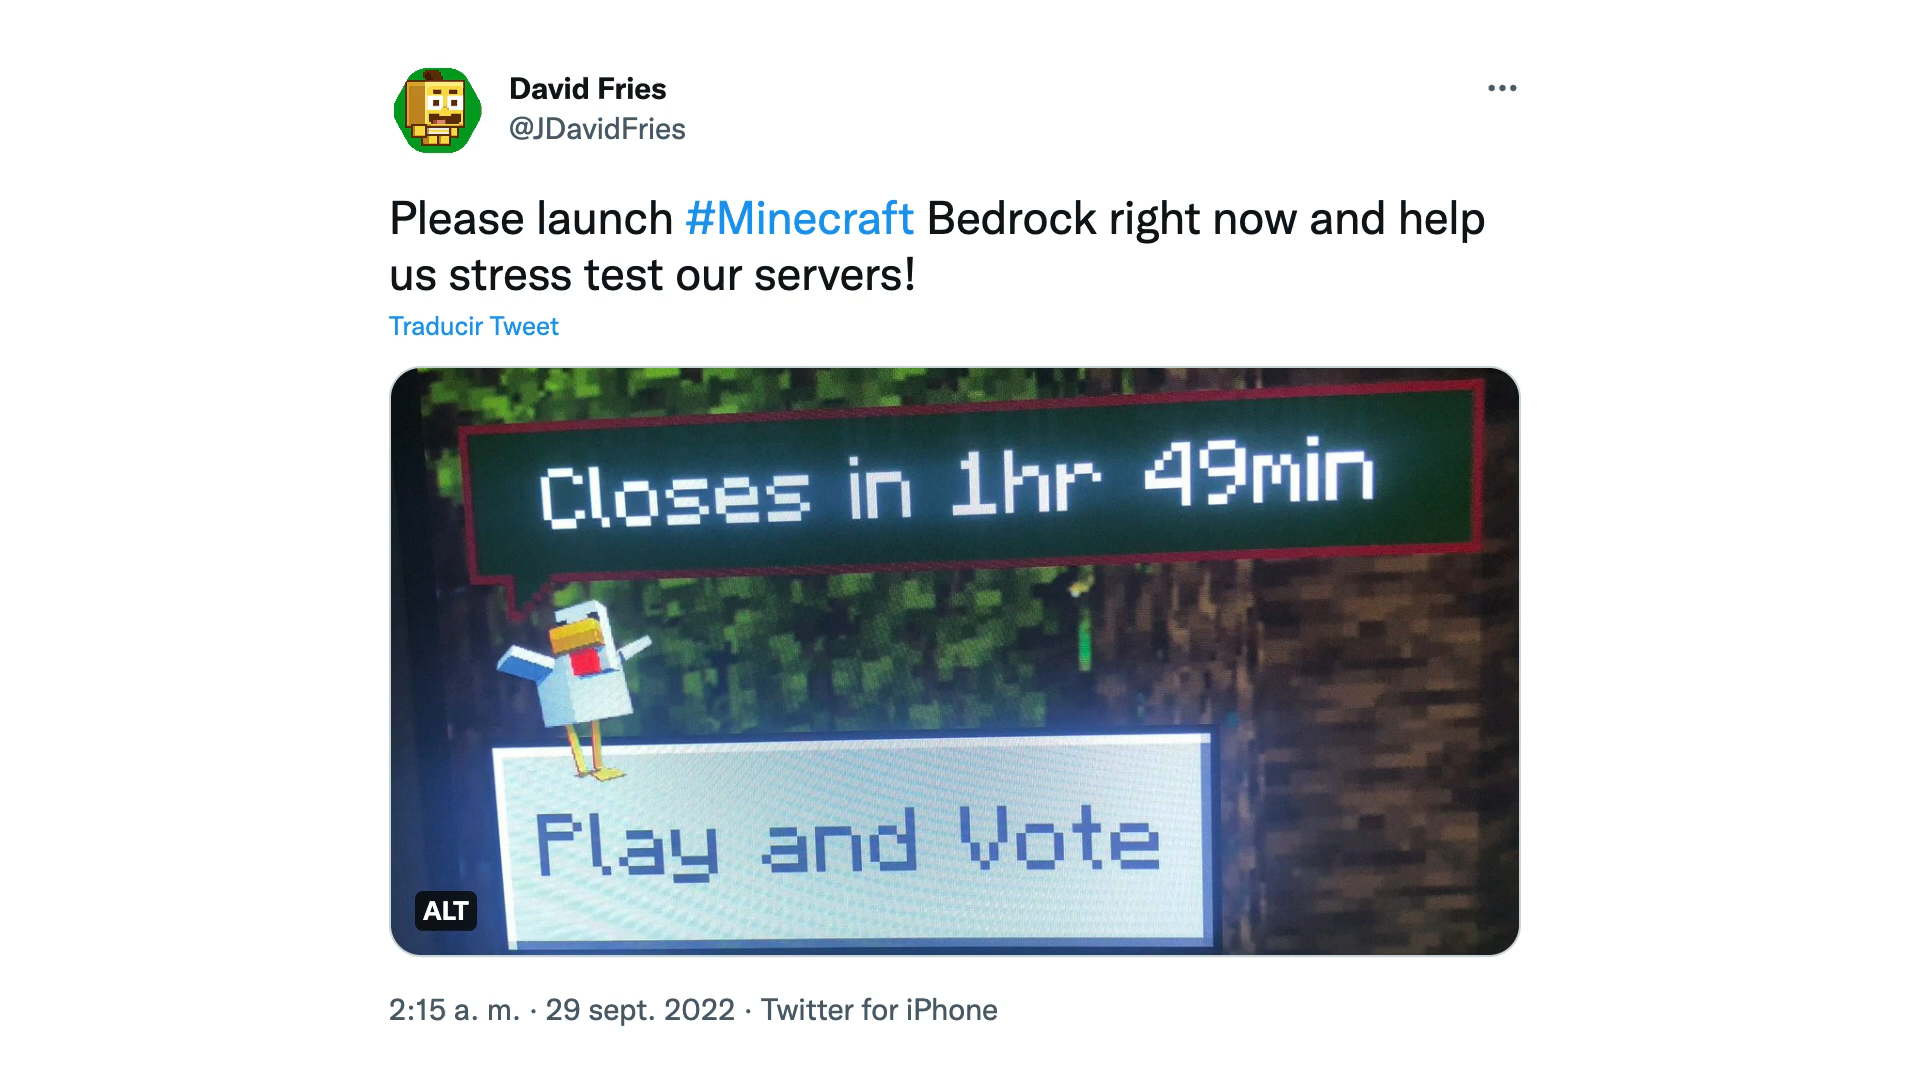 David Fries
@JDavidFries
Please launch #Minecraft Bedrock right now and help
us stress test our servers!
Traducir Tweet
Closes in 1hr 49min
Play and Vote
ALT
2:15 a. m. · 29 sept. 2022 · Twitter for iPhone